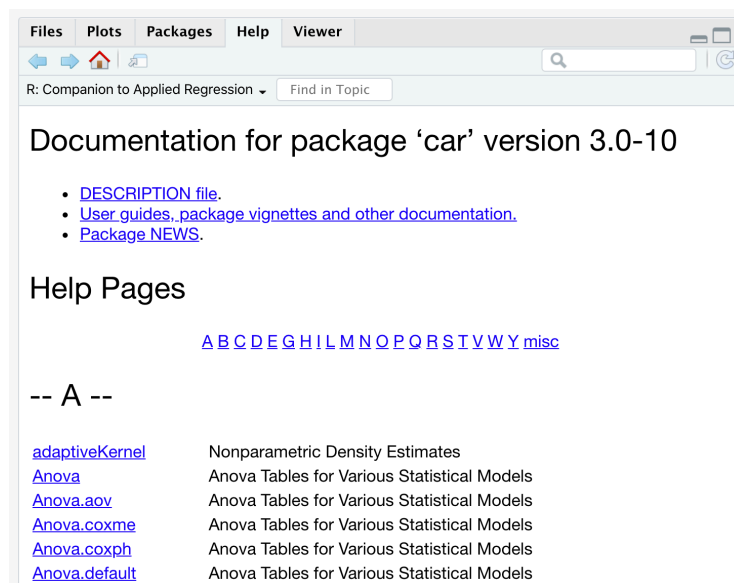 Files Plots Packages Help Viewer
R: Companion to Applied Regression Find in Topic
Documentation for package ‘car’ version 3.0-10
• DESCRIPTION file.
• User guides, package vignettes and other documentation.
• Package NEWS.
Help Pages
A B C D E G H I L M N O P Q R S T V W Y misc
-- A --
adaptiveKernel Nonparametric Density Estimates
Anova Anova Tables for Various Statistical Models
Anova.aov Anova Tables for Various Statistical Models
Anova.coxme Anova Tables for Various Statistical Models
Anova.coxph Anova Tables for Various Statistical Models
Anova.default Anova Tables for Various Statistical Models